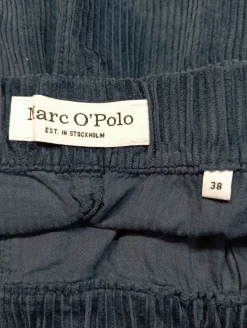 Marc O'Polo
EST. IN STOCKHOLM
38